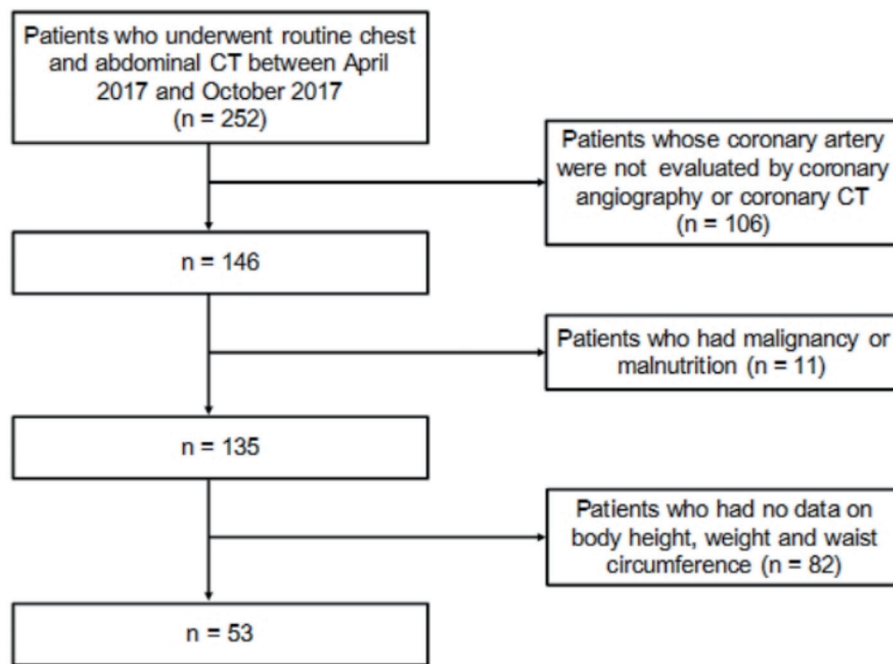 Patients who underwent routine chest
and abdominal CT between April
2017 and October 2017
(n = 252)
Patients whose coronary artery
were not evaluated by coronary
angiography or coronary CT
(n = 106)
n = 146
Patients who had malignancy or
malnutrition (n = 11)
n = 135
Patients who had no data on
body height, weight and waist
circumference (n = 82)
n = 53